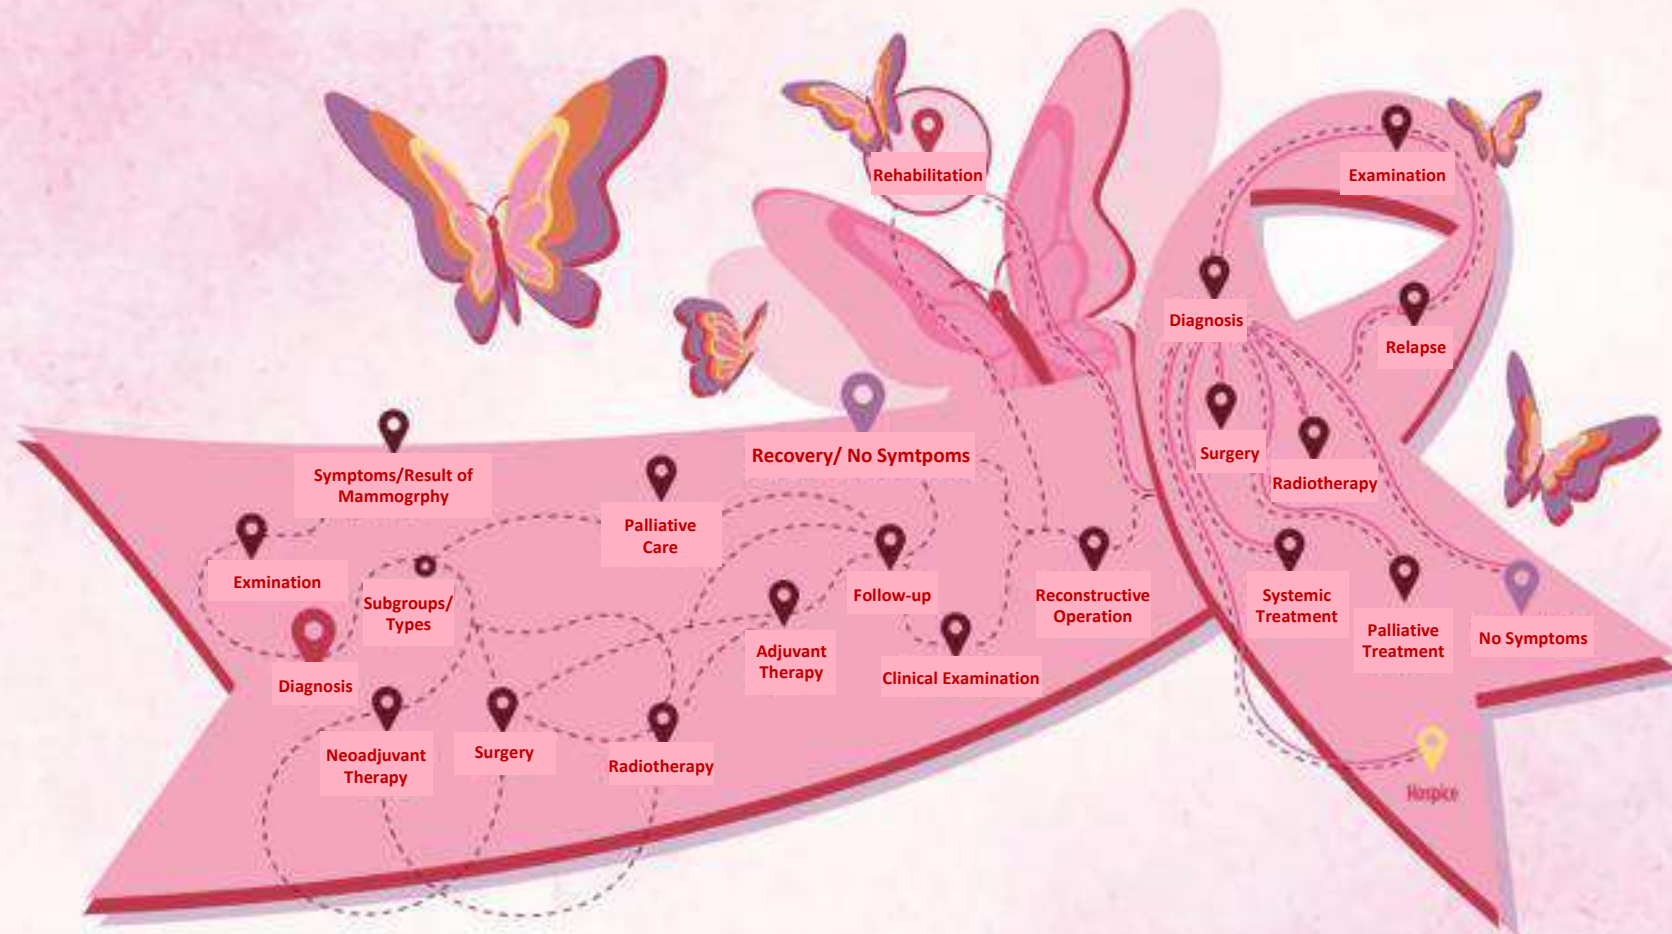 Rehabilitation
Examination
Diagnosis
Relapse
Surgery
Radiotherapy
Systemic
Treatment
Palliative
Treatment
No Symptoms
Hospice
Recovery/ No Symtpoms
Symptoms/Result of
Mammogrphy
Palliative
Care
Exmination
Subgroups/
Types
Diagnosis
Follow-up
Reconstructive
Operation
Adjuvant
Therapy
Clinical Examination
Neoadjuvant
Therapy
Surgery
Radiotherapy